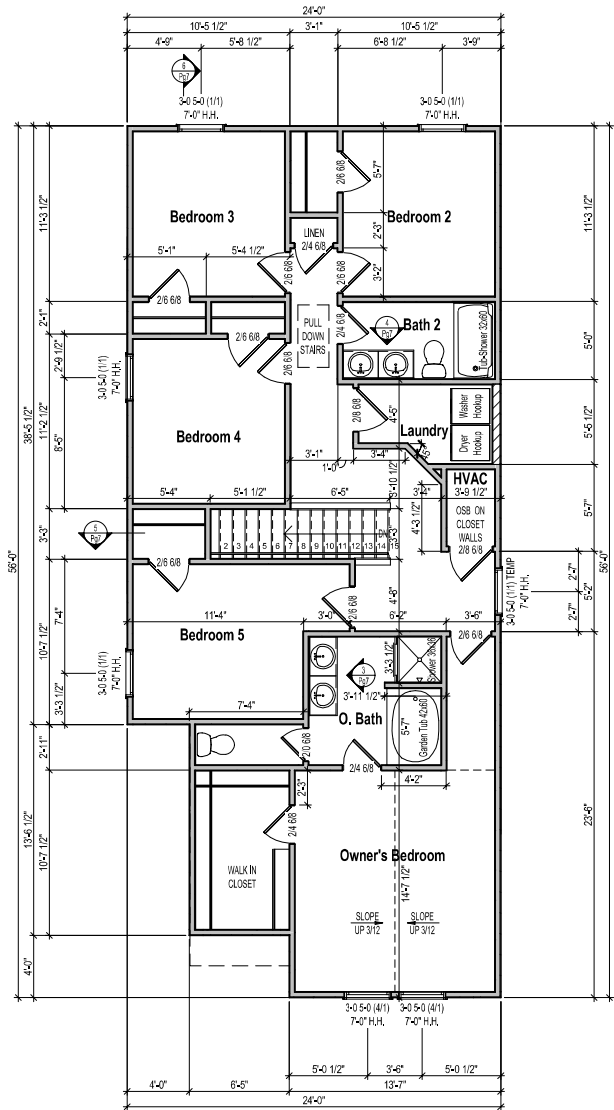 24'-0"
10'-5 1/2"
3'-1"
10'-5 1/2"
4'-9"
5'-8 1/2"
6'-8 1/2"
3'-9"
6
Pg7
3-0 5-0 (1/1)
7'-0" H.H.
3-0 5-0 (1/1)
7'-0" H.H.
11'-3 1/2"
2/6 6/8
5'-7"
11'-3 1/2"
Bedroom 3
Bedroom 2
LINEN
2/4 6/8
2'-3"
5'-1"
5'-4 1/2"
2/6 6/8
2/6 6/8
3'-2"
2/6 6/8
2'-1"
2/6 6/8
PULL
DOWN
STAIRS
2/4 6/8
4
Pg7
Bath 2
Tub-Shower 32x60
5'-0"
2'-9 1/2"
3-0 5-0 (1/1)
7'-0" H.H.
2/6 6/8
38'-5 1/2"
11'-2 1/2"
8'-5"
Bedroom 4
2/8 6/8
4'-5"
Laundry
Washer
Hookup
Dryer
Hookup
5'-5 1/2"
3'-1"
3'-4"
1'-0"
5'-4"
5'-1 1/2"
6'-5"
3'-10 1/2"
3'-4"
HVAC
3'-9 1/2"
4'-3 1/2"
OSB ON
CLOSET
WALLS
2/8 6/8
5'-7"
3'-3"
5
Pg7
2 3 4 5 6 7 8 9 10 11 12 13 14 15
3'-3"
2/6 6/8
56'-0"
56'-0"
3-0 5-0 (1/1) TEMP
7'-0" H.H.
2'-7"
2'-7"
5'-2"
11'-4"
3'-0"
2/6 6/8
4'-8"
6'-2"
3'-6"
2/6 6/8
7'-4"
10'-7 1/2"
Bedroom 5
3-0 5-0 (1/1)
7'-0" H.H.
3'-3 1/2"
3
Pg7
3'-3 1/2"
Shower 36x36
3'-11 1/2"
7'-4"
O. Bath
5'-7"
Garden Tub 42x60
2'-11"
2/0 6/8
2/4 6/8
4'-2"
2'-3"
13'-6 1/2"
10'-7 1/2"
2/4 6/8
23'-6"
Owner's Bedroom
WALK IN
CLOSET
14'-7 1/2"
SLOPE
UP 3/12
SLOPE
UP 3/12
4'-0"
3-0 5-0 (4/1)
7'-0" H.H.
3-0 5-0 (4/1)
7'-0" H.H.
5'-0 1/2"
3'-6"
5'-0 1/2"
4'-0"
6'-5"
13'-7"
24'-0"